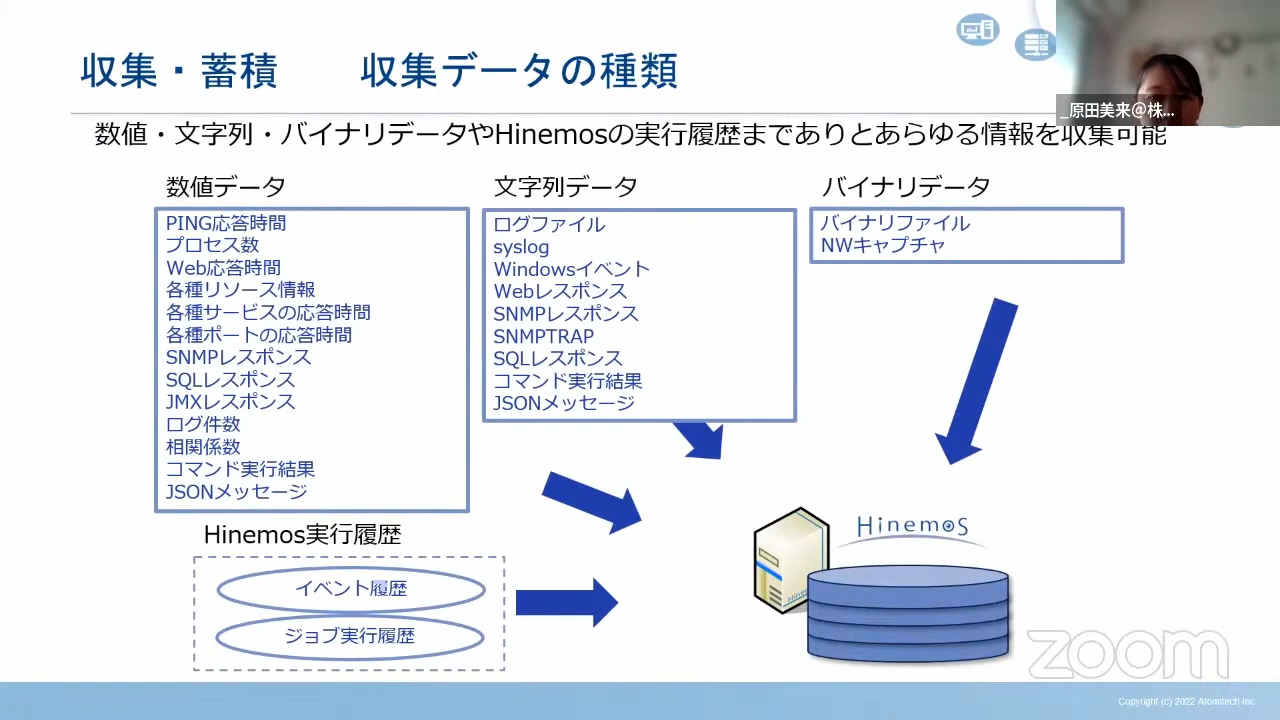 収集・蓄積　　収集データの種類
_原田美来＠株...
数値・文字列・バイナリデータやHinemosの実行履歴までありとあらゆる情報を収集可能
数値データ
PING応答時間
プロセス数
Web応答時間
各種リソース情報
各種サービスの応答時間
各種ポートの応答時間
SNMPレスポンス
SQLレスポンス
JMXレスポンス
ログ件数
相関係数
コマンド実行結果
JSONメッセージ
文字列データ
ログファイル
syslog
Windowsイベント
Webレスポンス
SNMPレスポンス
SNMPTRAP
SQLレスポンス
コマンド実行結果
JSONメッセージ
バイナリデータ
バイナリファイル
NWキャプチャ
Hinemos実行履歴
イベント履歴
ジョブ実行履歴
Hinemos
zoom
Copyright (c) 2022 Atomitech Inc.